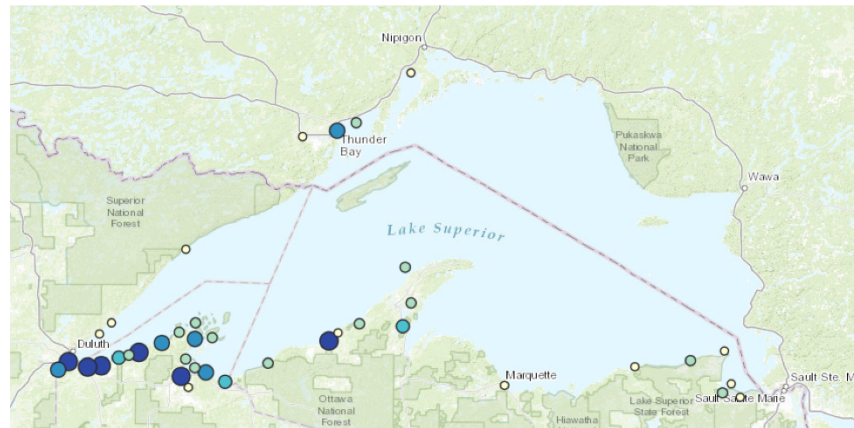 Nipigon
Thunder
Bay
Pukaskwa
National
Park
Wawa
Superior
National
Forest
Lake Superior
Duluth
Marquette
Sault Ste. M
Ottawa
National
Forest
Lake Superior
State Forest
Sault Sainte Marie
Hiawatha